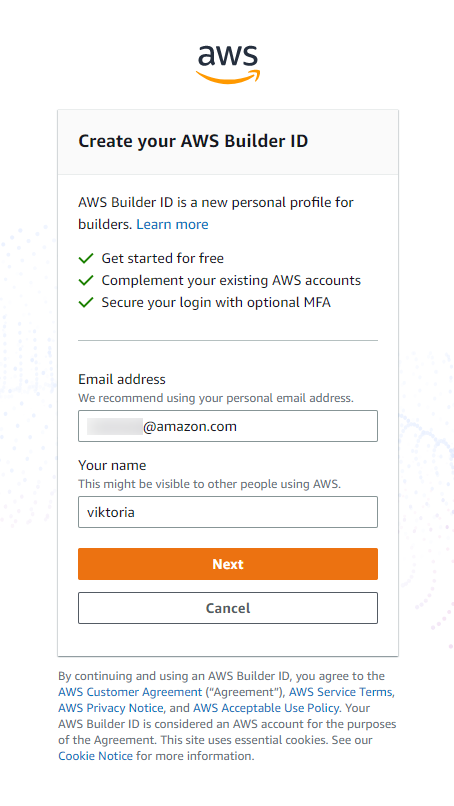 aws
Create your AWS Builder ID
AWS Builder ID is a new personal profile for
builders. Learn more
Get started for free
Complement your existing AWS accounts
Secure your login with optional MFA
Email address
We recommend using your personal email address.
@amazon.com
Your name
This might be visible to other people using AWS.
viktoria
Next
Cancel
By continuing and using an AWS Builder ID, you agree to the
AWS Customer Agreement (“Agreement”), AWS Service Terms,
AWS Privacy Notice, and AWS Acceptable Use Policy. Your
AWS Builder ID is considered an AWS account for the purposes
of the Agreement. This site uses essential cookies. See our
Cookie Notice for more information.